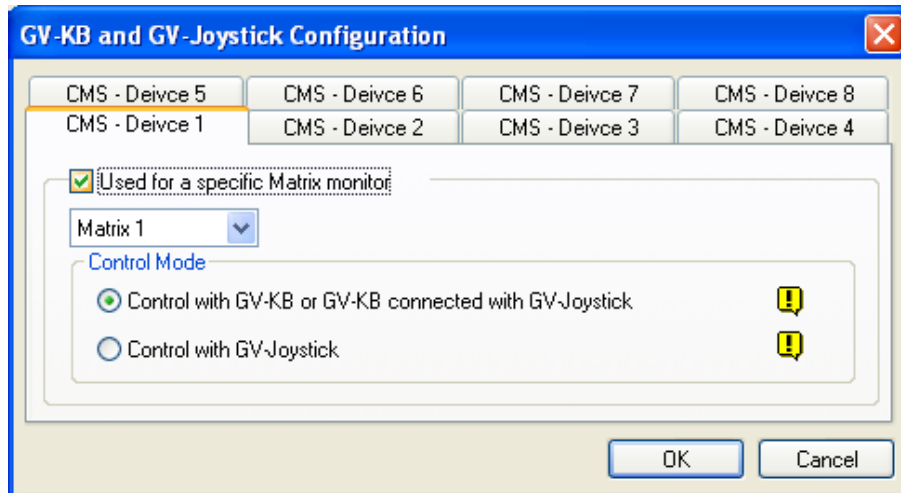 GV-KB and GV-Joystick Configuration
CMS - Deivce 5 CMS - Deivce 6 CMS - Deivce 7 CMS - Deivce 8
CMS - Deivce 1 CMS - Deivce 2 CMS - Deivce 3 CMS - Deivce 4
Used for a specific Matrix monitor
Matrix 1
Control Mode
Control with GV-KB or GV-KB connected with GV-Joystick
Control with GV-Joystick
OK Cancel